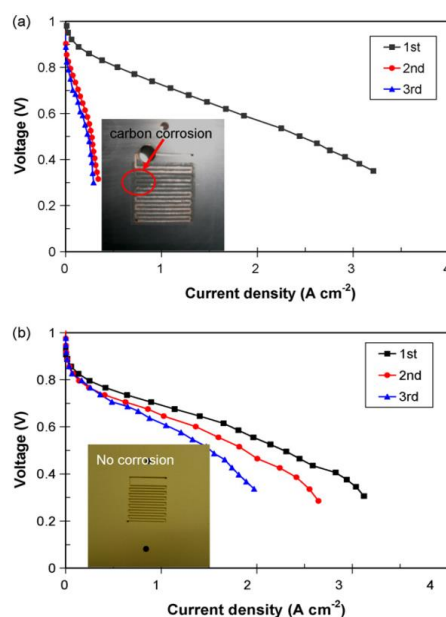 (a)
1
0.8
0.6
0.4
0.2
0
Voltage (V)
1st
2nd
3rd
carbon corrosion
0
1
2
3
4
Current density (A cm-2)
(b)
1
0.8
0.6
0.4
0.2
0
Voltage (V)
1st
2nd
3rd
No corrosion
0
1
2
3
4
Current density (A cm-2)